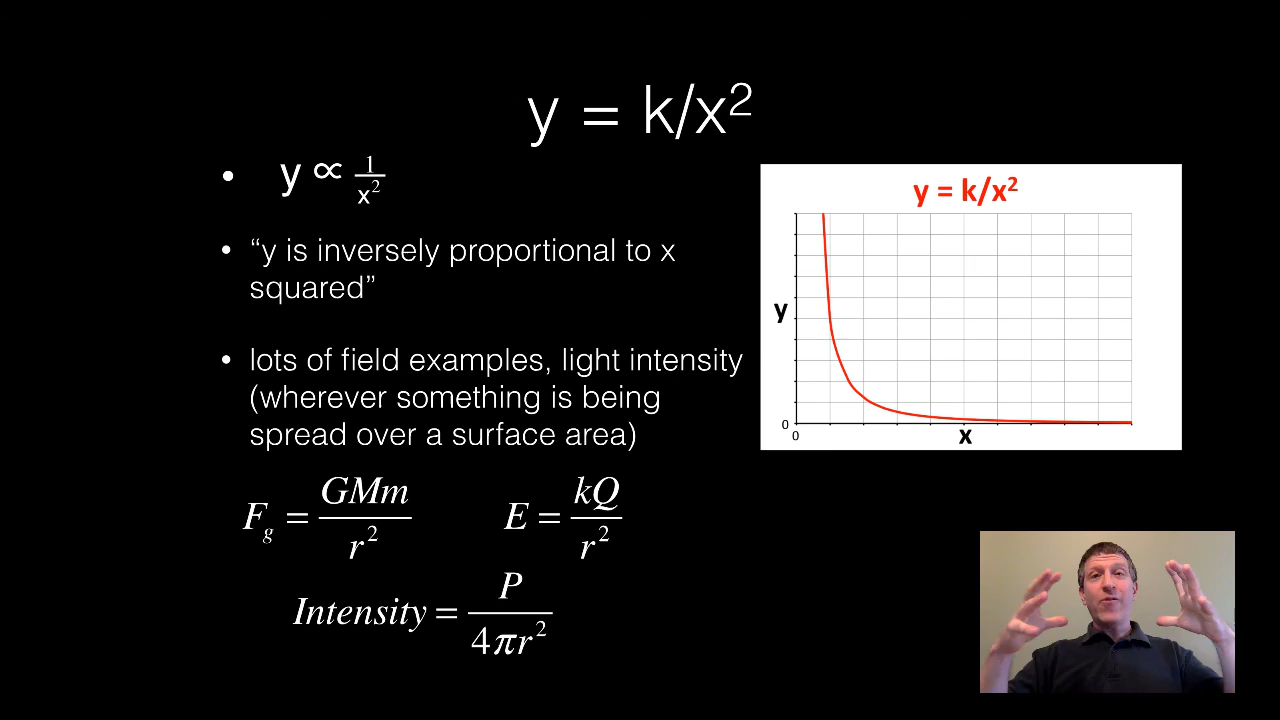 y = k/x²
• y ∝ 1/x²
• “y is inversely proportional to x
squared”
• lots of field examples, light intensity
(wherever something is being
spread over a surface area)
F_g = GMm/r²
E = kQ/r²
Intensity = P/4πr²
y = k/x²
y
0
0
x